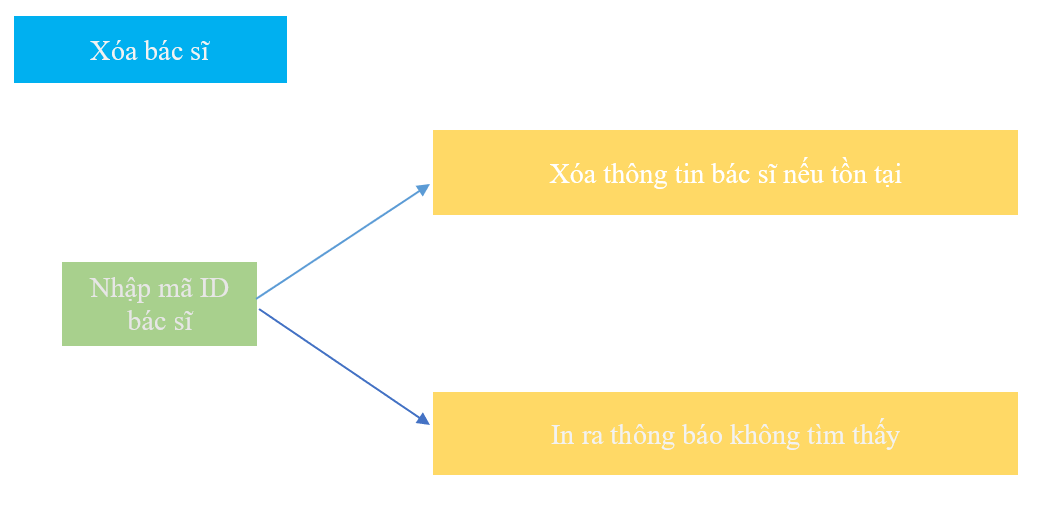 Xóa bác sĩ
Xóa thông tin bác sĩ nếu tồn tại
Nhập mã ID
bác sĩ
In ra thông báo không tìm thấy